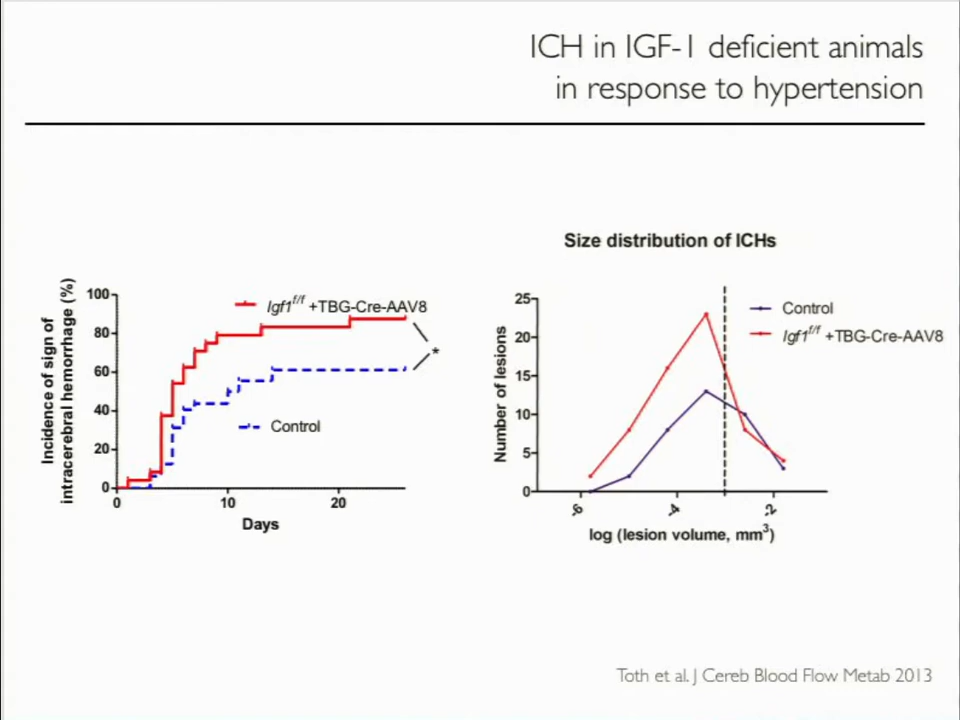 ICH in IGF-1 deficient animals
in response to hypertension
Incidence of sign of
intracerebral hemorrhage (%)
100
80
60
40
20
0
0 10 20
Days
Igf1f/f +TBG-Cre-AAV8
*
Control
Size distribution of ICHs
Number of lesions
25
20
15
10
5
0
-6 -4 -2
log (lesion volume, mm3)
Control
Igf1f/f +TBG-Cre-AAV8
Toth et al. J Cereb Blood Flow Metab 2013